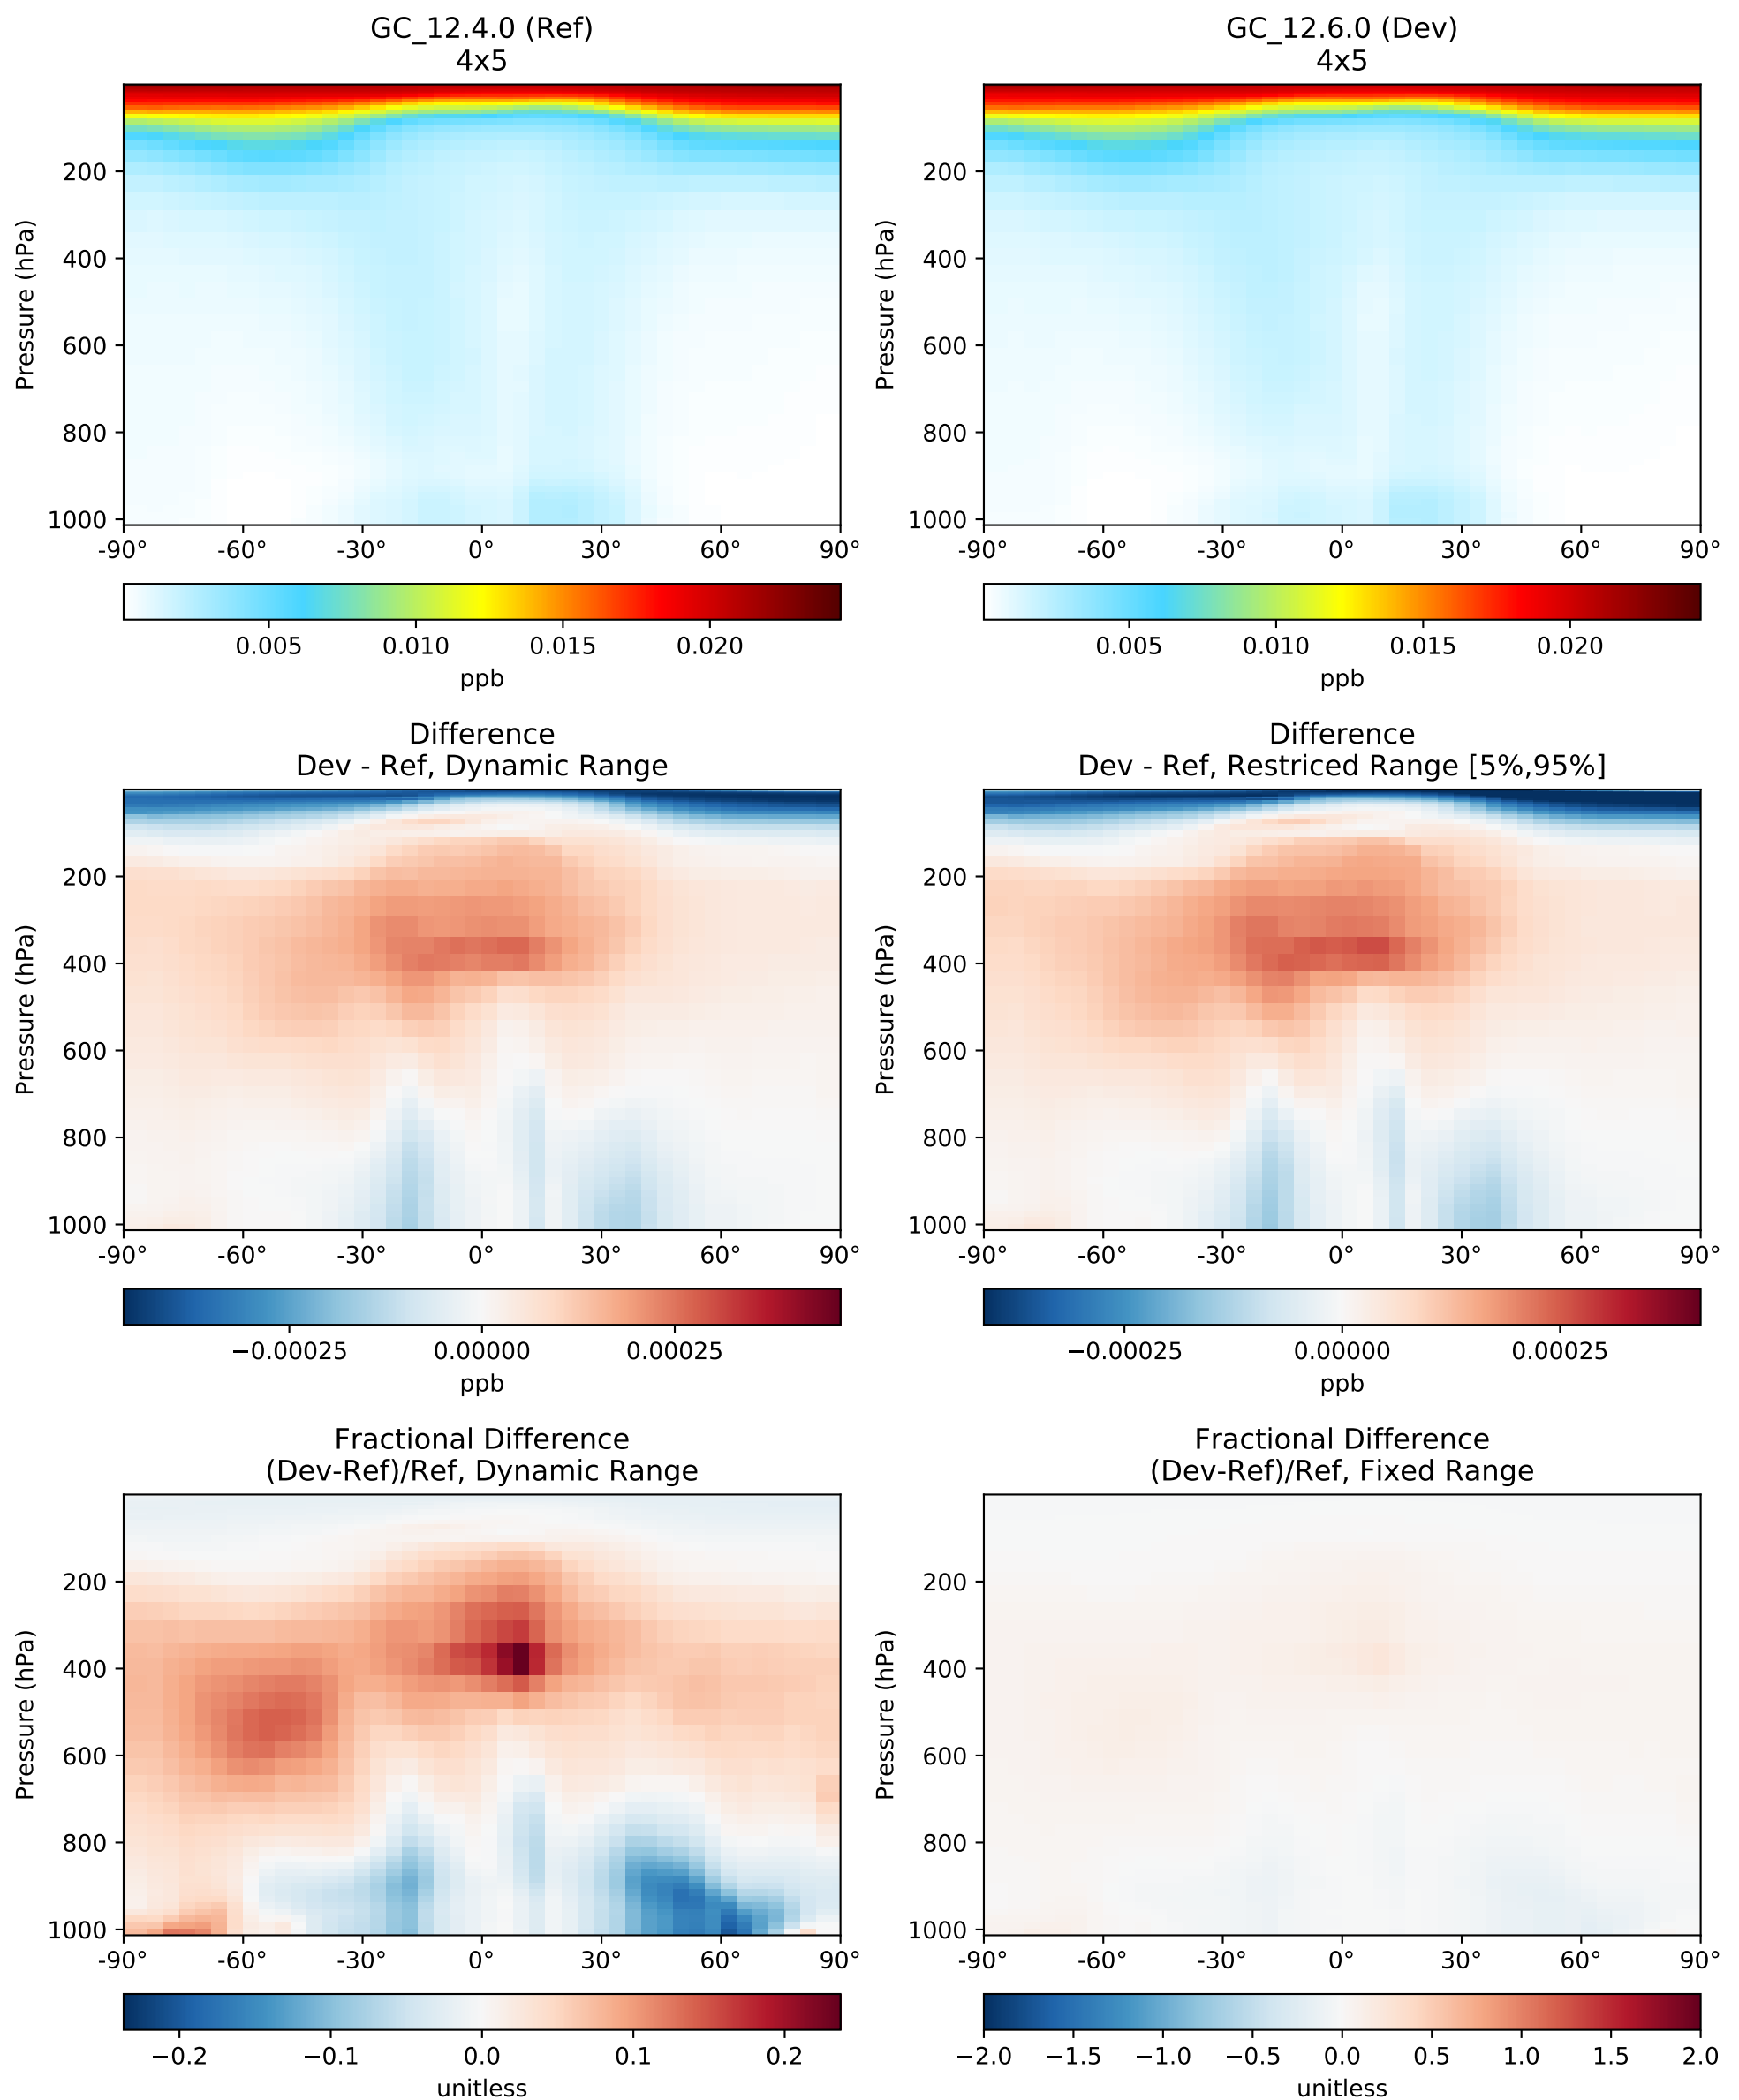 GC_12.4.0 (Ref)
4x5
GC_12.6.0 (Dev)
4x5
Pressure (hPa)
200
400
600
800
1000
-90° -60° -30° 0° 30° 60° 90°
0.005 0.010 0.015 0.020
ppb
Pressure (hPa)
200
400
600
800
1000
-90° -60° -30° 0° 30° 60° 90°
0.005 0.010 0.015 0.020
ppb
Difference
Dev - Ref, Dynamic Range
Difference
Dev - Ref, Restriced Range [5%,95%]
Pressure (hPa)
200
400
600
800
1000
-90° -60° -30° 0° 30° 60° 90°
−0.00025 0.00000 0.00025
ppb
Pressure (hPa)
200
400
600
800
1000
-90° -60° -30° 0° 30° 60° 90°
−0.00025 0.00000 0.00025
ppb
Fractional Difference
(Dev-Ref)/Ref, Dynamic Range
Fractional Difference
(Dev-Ref)/Ref, Fixed Range
Pressure (hPa)
200
400
600
800
1000
-90° -60° -30° 0° 30° 60° 90°
−0.2 −0.1 0.0 0.1 0.2
unitless
Pressure (hPa)
200
400
600
800
1000
-90° -60° -30° 0° 30° 60° 90°
−2.0 −1.5 −1.0 −0.5 0.0 0.5 1.0 1.5 2.0
unitless